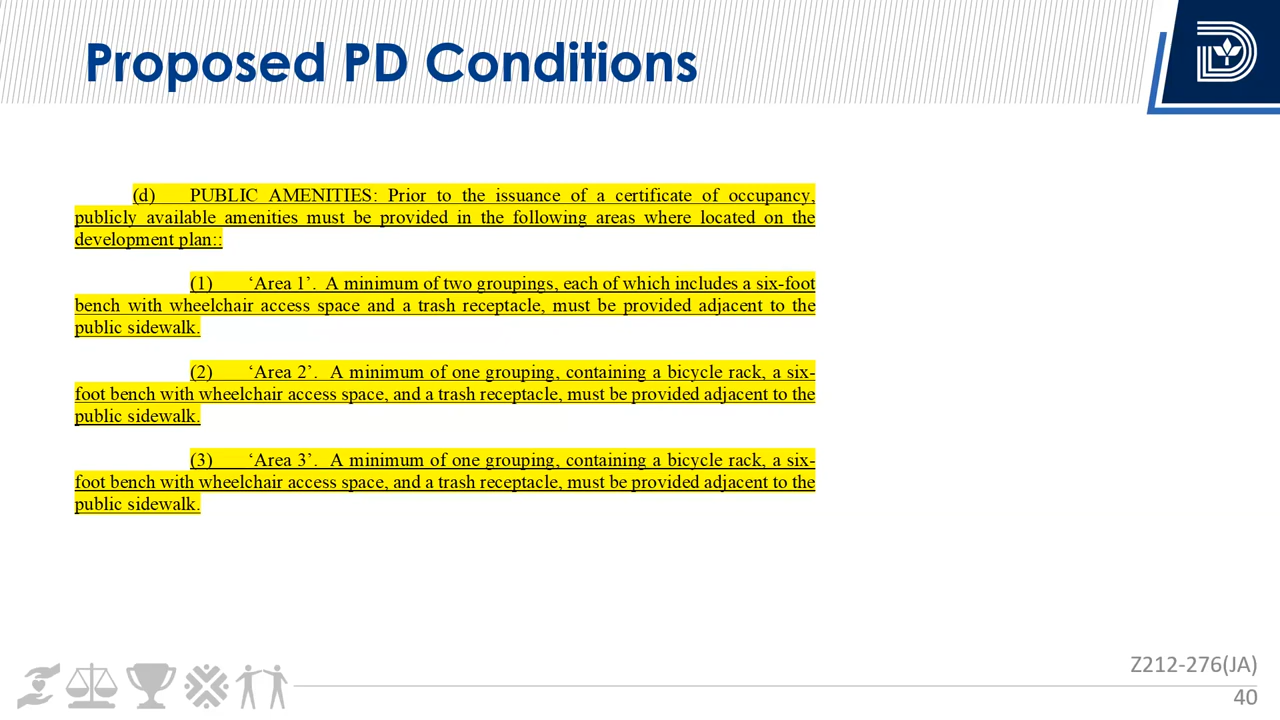 Proposed PD Conditions
(d) PUBLIC AMENITIES: Prior to the issuance of a certificate of occupancy,
publicly available amenities must be provided in the following areas where located on the
development plan::
(1) ‘Area 1’. A minimum of two groupings, each of which includes a six-foot
bench with wheelchair access space and a trash receptacle, must be provided adjacent to the
public sidewalk.
(2) ‘Area 2’. A minimum of one grouping, containing a bicycle rack, a six-
foot bench with wheelchair access space, and a trash receptacle, must be provided adjacent to the
public sidewalk.
(3) ‘Area 3’. A minimum of one grouping, containing a bicycle rack, a six-
foot bench with wheelchair access space, and a trash receptacle, must be provided adjacent to the
public sidewalk.
Z212-276(JA)
40